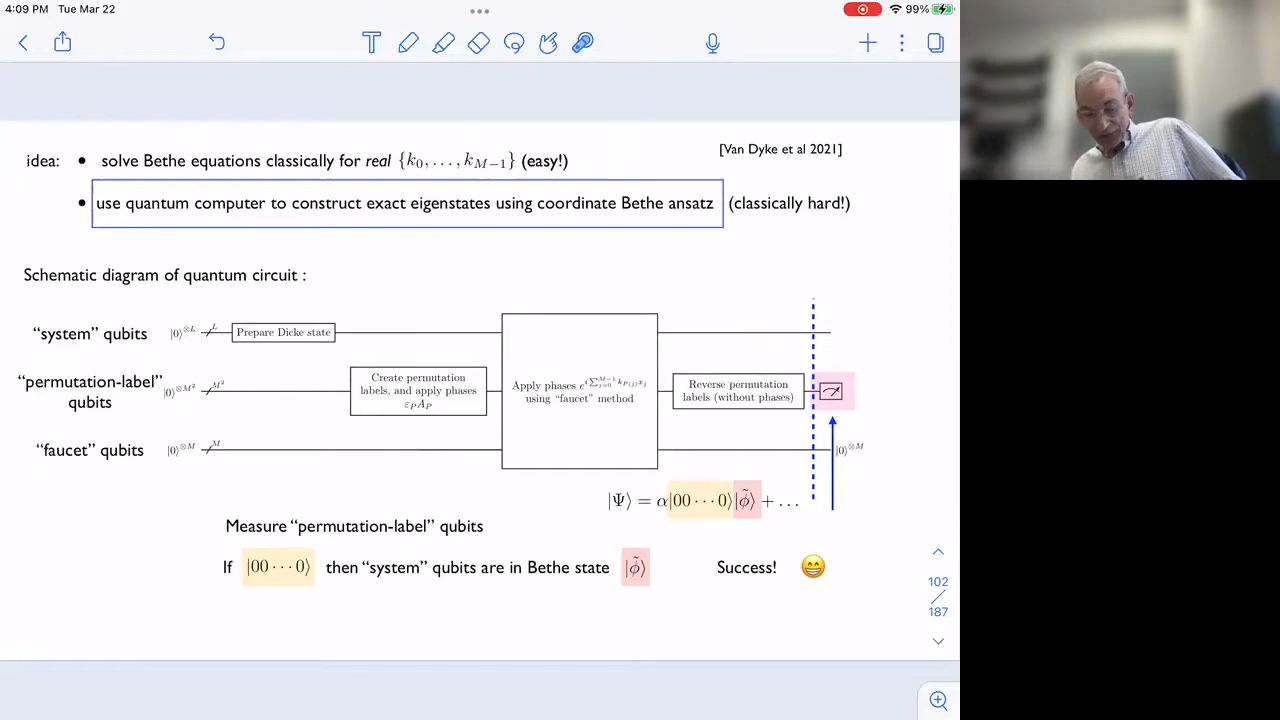 4:09 PM Tue Mar 22
99%
idea: • solve Bethe equations classically for real {k₀, . . . , k_{M−1}} (easy!)
[Van Dyke et al 2021]
• use quantum computer to construct exact eigenstates using coordinate Bethe ansatz (classically hard!)
Schematic diagram of quantum circuit :
“system” qubits |0⟩^{⊗L} L Prepare Dicke state
“permutation-label” qubits |0⟩^{⊗M²} M² Create permutation labels, and apply phases ε_P A_P
Apply phases e^{i∑_{j=0}^{M−1} k_{P(j)} x_j} using “faucet” method
Reverse permutation labels (without phases)
“faucet” qubits |0⟩^{⊗M} M |0⟩^{⊗M}
|Ψ⟩ = α|00 · · · 0⟩|φ̃⟩ + . . .
Measure “permutation-label” qubits
If |00 · · · 0⟩ then “system” qubits are in Bethe state |φ̃⟩ Success!
102
/
187